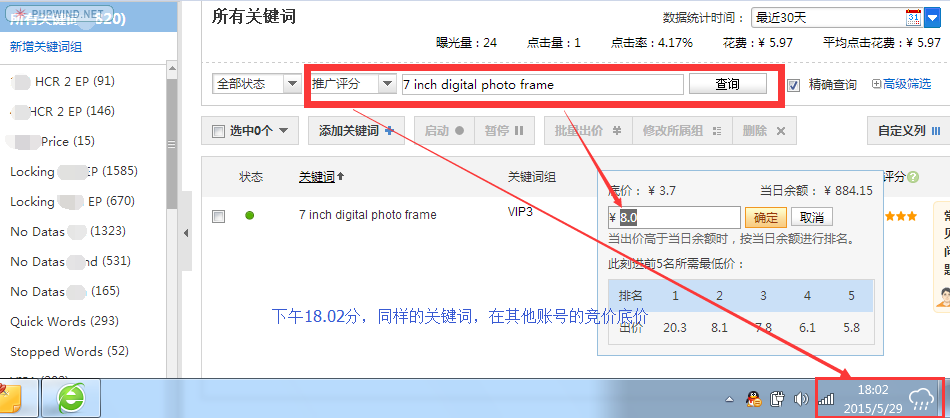 PHPWIND.NET
所有关键词
320)
新增关键词组
HCR 2 EP (91)
HCR 2 EP (146)
Price (15)
Locking EP (1585)
Locking EP (670)
No Datas (1323)
No Datas nd (531)
No Datas (165)
Quick Words (293)
Stopped Words (52)
所有关键词
数据统计时间： 最近30天 31
曝光量：24 点击量：1 点击率：4.17% 花费：¥ 5.97 平均点击花费：¥ 5.97
全部状态 推广评分 7 inch digital photo frame 查询 精确查询 高级筛选
选中0个 添加关键词 启动 暂停 批量出价 修改所属组 删除 自定义列
状态 关键词 关键词组 评分
7 inch digital photo frame VIP3
底价： ¥ 3.7 当日余额： ¥ 884.15
¥ 8.0 确定 取消
当出价高于当日余额时，按当日余额进行排名。
此刻进前5名所需最低价：
排名 1 2 3 4 5
出价 20.3 8.1 7.8 6.1 5.8
常
见
问
题
下午18.02分，同样的关键词，在其他账号的竞价底价
18:02
2015/5/29